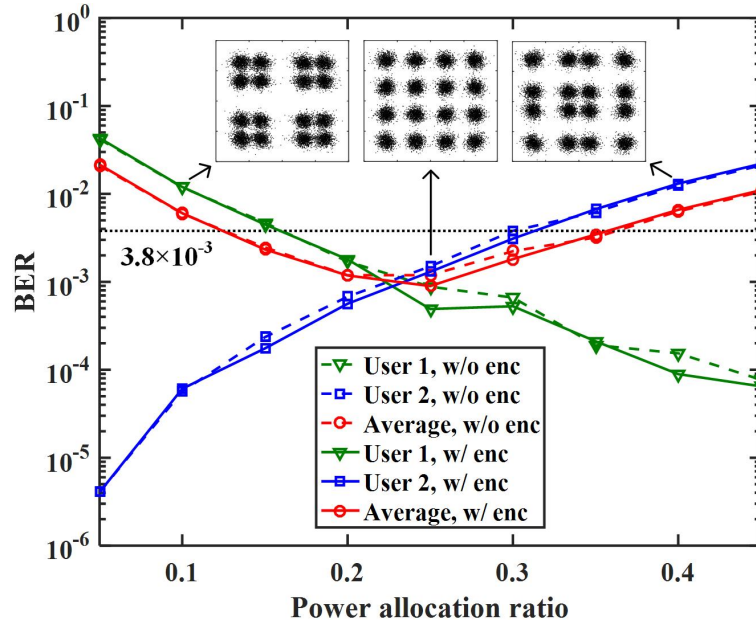 10^0
10^-1
10^-2
10^-3
10^-4
10^-5
10^-6
BER
3.8×10^-3
User 1, w/o enc
User 2, w/o enc
Average, w/o enc
User 1, w/ enc
User 2, w/ enc
Average, w/ enc
0.1 0.2 0.3 0.4
Power allocation ratio